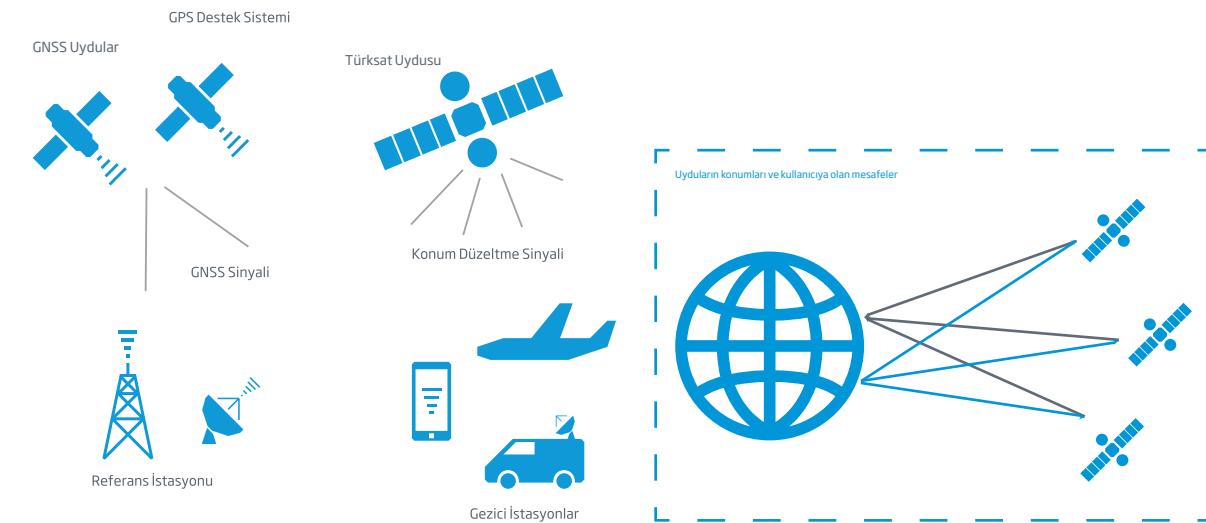 GPS Destek Sistemi
GNSS Uydular
Türksat Uydusu
Uyduların konumları ve kullanıcıya olan mesafeler
Konum Düzeltme Sinyali
GNSS Sinyali
Referans İstasyonu
Gezici İstasyonlar